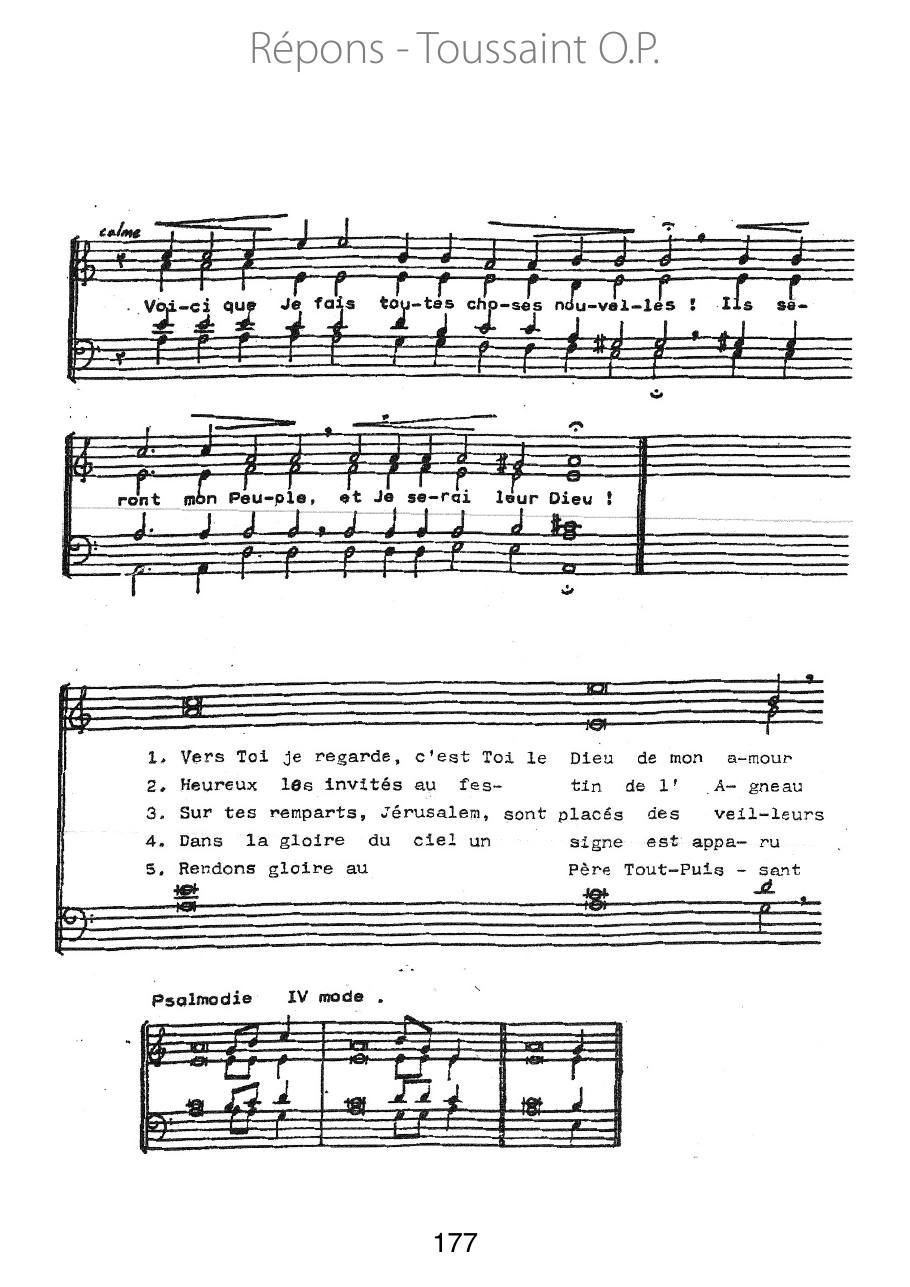 Répons - Toussaint O.P.
calme
Voi-ci que Je fais tou-tes cho-ses nou-vel-les ! Ils se-
ront mon Peu-ple, et Je se-rai leur Dieu !
1. Vers Toi je regarde, c'est Toi le Dieu de mon a-mour
2. Heureux les invités au fes- tin de l' A- gneau
3. Sur tes remparts, Jérusalem, sont placés des veil-leurs
4. Dans la gloire du ciel un signe est appa- ru
5. Rendons gloire au Père Tout-Puis - sant
Psalmodie IV mode .
177